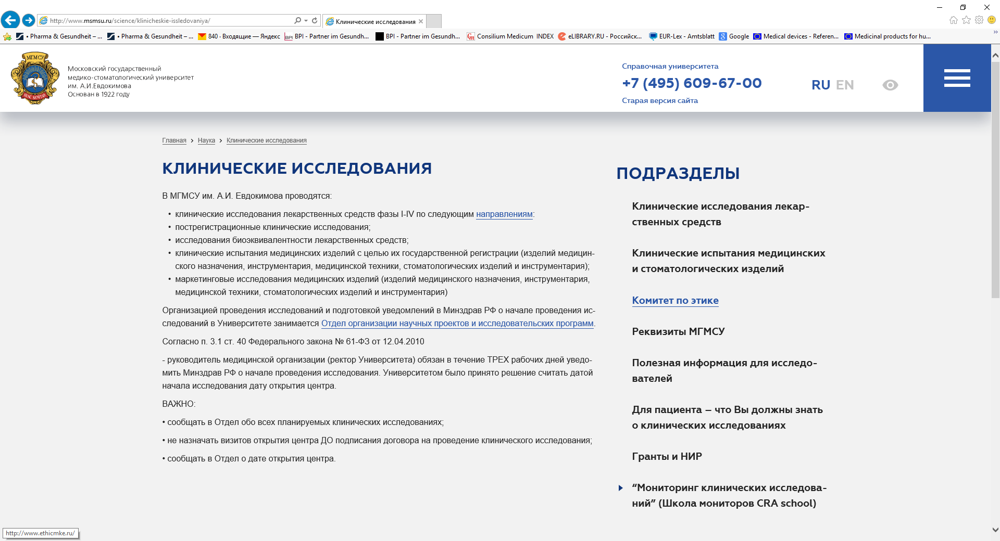 http://www.msmsu.ru/science/klinicheskie-issledovaniya/
Клинические исследования
• Pharma & Gesundheit – ...
• Pharma & Gesundheit – ...
840 · Входящие — Яндекс
BPI - Partner im Gesundh...
BPI - Partner im Gesundh...
Consilium Medicum INDEX
eLIBRARY.RU - Российск...
EUR-Lex - Amtsblatt
Google
Medical devices - Referen...
Medicinal products for hu...
МГМСУ
HINC SANITAS
Московский государственный
медико-стоматологический университет
им. А.И.Евдокимова
Основан в 1922 году
Справочная университета
+7 (495) 609-67-00
Старая версия сайта
RU EN
Главная > Наука > Клинические исследования
КЛИНИЧЕСКИЕ ИССЛЕДОВАНИЯ
В МГМСУ им. А.И. Евдокимова проводятся:
• клинические исследования лекарственных средств фазы I-IV по следующим направлениям:
• пострегистрационные клинические исследования;
• исследования биоэквивалентности лекарственных средств;
• клинические испытания медицинских изделий с целью их государственной регистрации (изделий медицин-
ского назначения, инструментария, медицинской техники, стоматологических изделий и инструментария);
• маркетинговые исследования медицинских изделий (изделий медицинского назначения, инструментария,
медицинской техники, стоматологических изделий и инструментария)
Организацией проведения исследований и подготовкой уведомлений в Минздрав РФ о начале проведения ис-
следований в Университете занимается Отдел организации научных проектов и исследовательских программ.
Согласно п. 3.1 ст. 40 Федерального закона № 61-ФЗ от 12.04.2010
- руководитель медицинской организации (ректор Университета) обязан в течение ТРЕХ рабочих дней уведо-
мить Минздрав РФ о начале проведения исследования. Университетом было принято решение считать датой
начала исследования дату открытия центра.
ВАЖНО:
• сообщать в Отдел обо всех планируемых клинических исследованиях;
• не назначать визитов открытия центра ДО подписания договора на проведение клинического исследования;
• сообщать в Отдел о дате открытия центра.
ПОДРАЗДЕЛЫ
Клинические исследования лекар-
ственных средств
Клинические испытания медицинских
и стоматологических изделий
Комитет по этике
Реквизиты МГМСУ
Полезная информация для исследо-
вателей
Для пациента – что Вы должны знать
о клинических исследованиях
Гранты и НИР
“Мониторинг клинических исследова-
ний” (Школа мониторов CRA school)
http://www.ethicmke.ru/